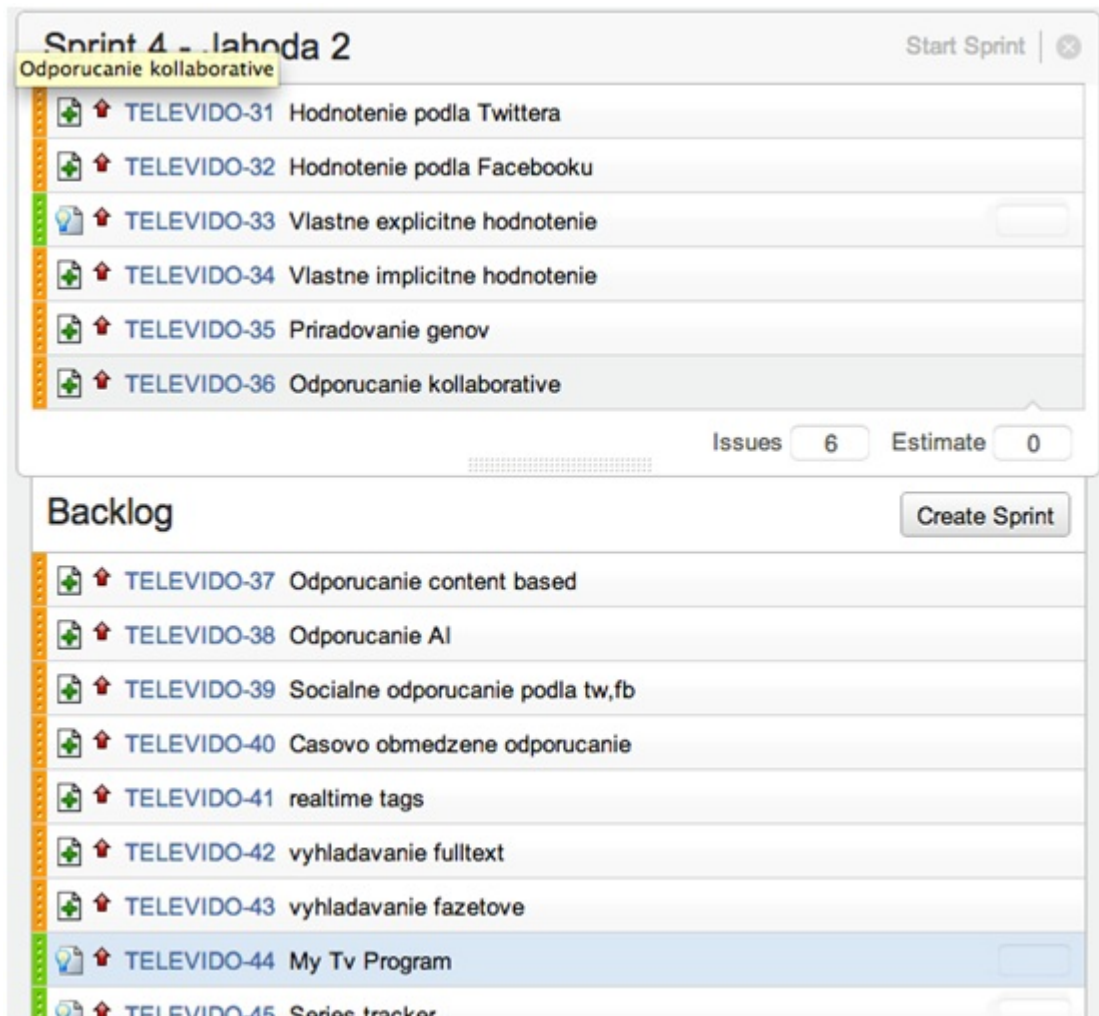 Sprint 4 - Jahoda 2 Start Sprint
Odporucanie kollaborative
TELEVIDO-31 Hodnotenie podla Twittera
TELEVIDO-32 Hodnotenie podla Facebooku
TELEVIDO-33 Vlastne explicitne hodnotenie
TELEVIDO-34 Vlastne implicitne hodnotenie
TELEVIDO-35 Priradovanie genov
TELEVIDO-36 Odporucanie kollaborative
Issues 6 Estimate 0
Backlog Create Sprint
TELEVIDO-37 Odporucanie content based
TELEVIDO-38 Odporucanie AI
TELEVIDO-39 Socialne odporucanie podla tw,fb
TELEVIDO-40 Casovo obmedzene odporucanie
TELEVIDO-41 realtime tags
TELEVIDO-42 vyhladavanie fulltext
TELEVIDO-43 vyhladavanie fazetove
TELEVIDO-44 My Tv Program
TELEVIDO-45 Series tracker